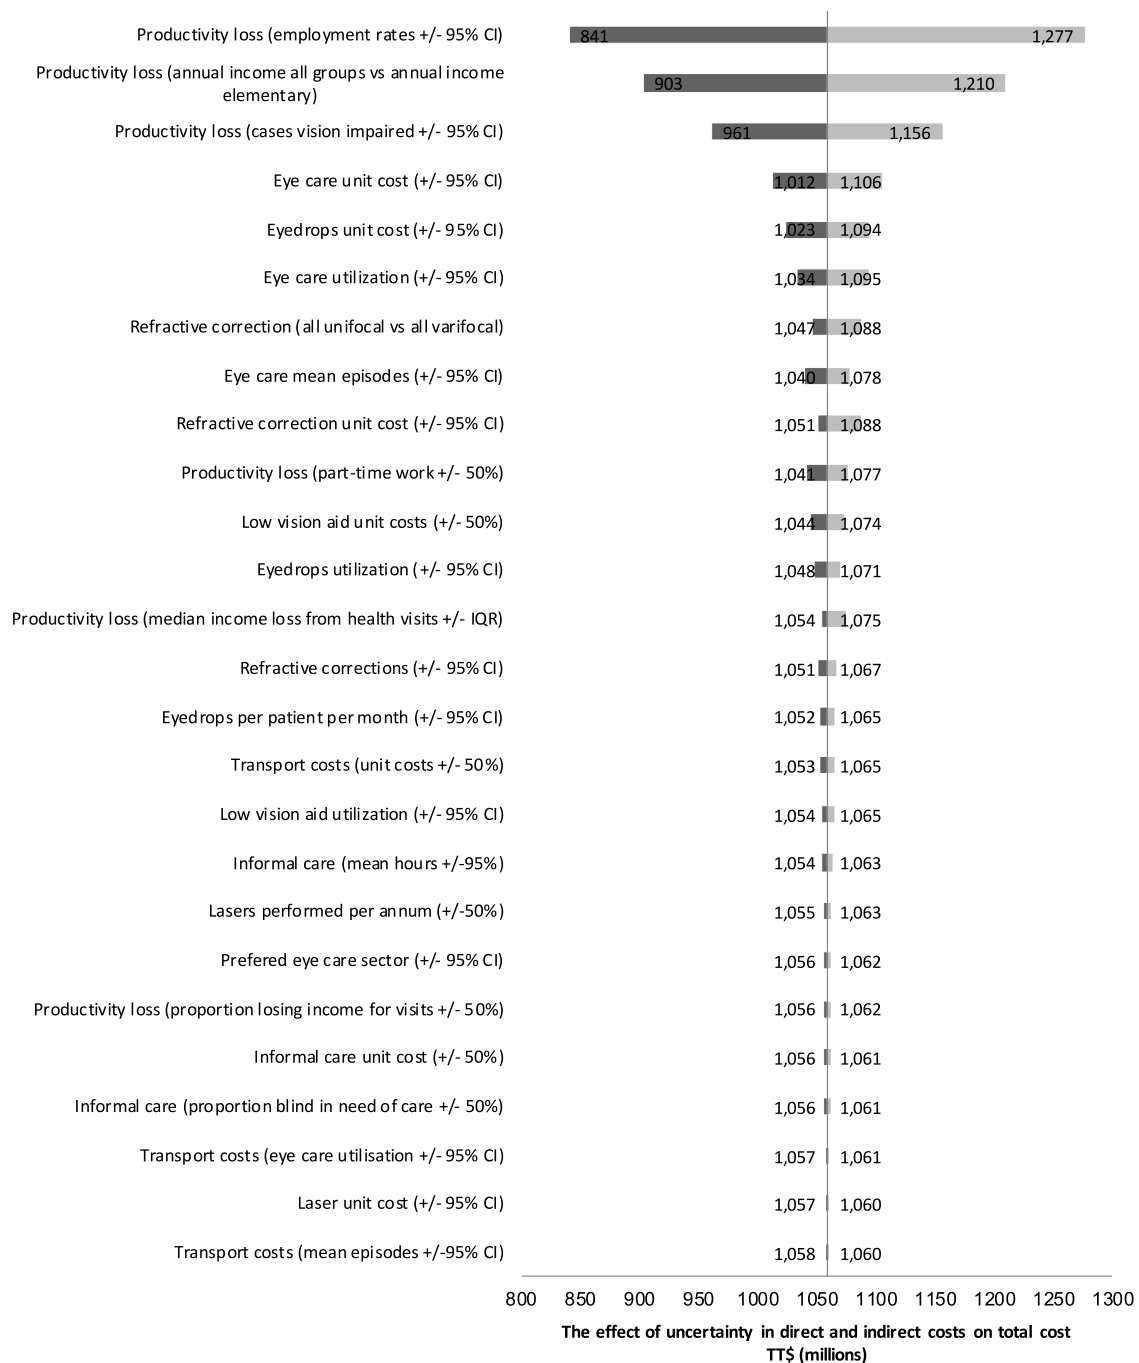 Productivity loss (employment rates +/- 95% CI) 841 1,277
Productivity loss (annual income all groups vs annual income
elementary) 903 1,210
Productivity loss (cases vision impaired +/- 95% CI) 961 1,156
Eye care unit cost (+/- 95% CI) 1,012 1,106
Eyedrops unit cost (+/- 95% CI) 1,023 1,094
Eye care utilization (+/- 95% CI) 1,034 1,095
Refractive correction (all unifocal vs all varifocal) 1,047 1,088
Eye care mean episodes (+/- 95% CI) 1,040 1,078
Refractive correction unit cost (+/- 95% CI) 1,051 1,088
Productivity loss (part-time work +/- 50%) 1,041 1,077
Low vision aid unit costs (+/- 50%) 1,044 1,074
Eyedrops utilization (+/- 95% CI) 1,048 1,071
Productivity loss (median income loss from health visits +/- IQR) 1,054 1,075
Refractive corrections (+/- 95% CI) 1,051 1,067
Eyedrops per patient per month (+/- 95% CI) 1,052 1,065
Transport costs (unit costs +/- 50%) 1,053 1,065
Low vision aid utilization (+/- 95% CI) 1,054 1,065
Informal care (mean hours +/-95%) 1,054 1,063
Lasers performed per annum (+/-50%) 1,055 1,063
Prefered eye care sector (+/- 95% CI) 1,056 1,062
Productivity loss (proportion losing income for visits +/- 50%) 1,056 1,062
Informal care unit cost (+/- 50%) 1,056 1,061
Informal care (proportion blind in need of care +/- 50%) 1,056 1,061
Transport costs (eye care utilisation +/- 95% CI) 1,057 1,061
Laser unit cost (+/- 95% CI) 1,057 1,060
Transport costs (mean episodes +/-95% CI) 1,058 1,060
800 850 900 950 1000 1050 1100 1150 1200 1250 1300
The effect of uncertainty in direct and indirect costs on total cost
TT$ (millions)